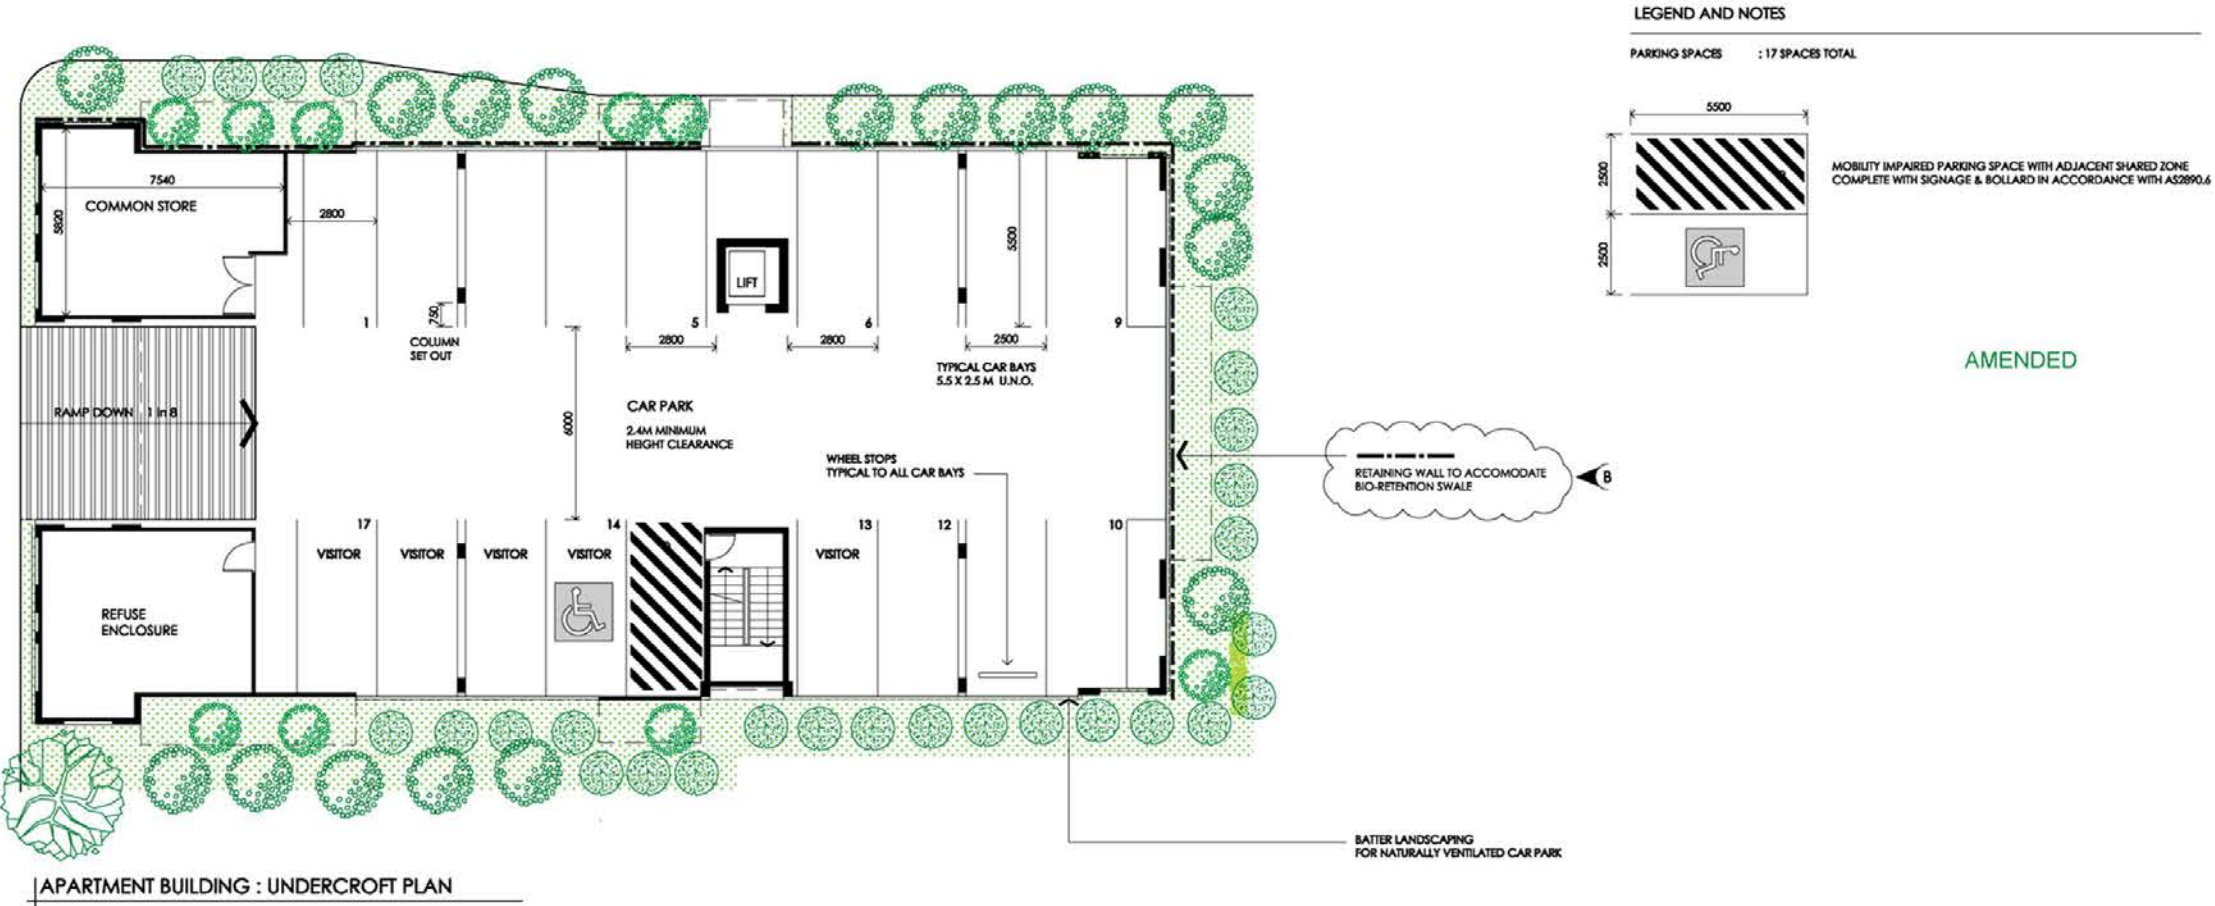 LEGEND AND NOTES
PARKING SPACES : 17 SPACES TOTAL
5500
2500
2500
MOBILITY IMPAIRED PARKING SPACE WITH ADJACENT SHARED ZONE
COMPLETE WITH SIGNAGE & BOLLARD IN ACCORDANCE WITH AS2890.6
AMENDED
7540
COMMON STORE
5820
2800
5500
LIFT
750
1
5
6
9
COLUMN
SET OUT
2800
2800
2500
TYPICAL CAR BAYS
5.5 X 2.5 M U.N.O.
RAMP DOWN 1 in 8
6000
CAR PARK
2.4M MINIMUM
HEIGHT CLEARANCE
WHEEL STOPS
TYPICAL TO ALL CAR BAYS
RETAINING WALL TO ACCOMODATE
BIO-RETENTION SWALE
B
17
14
13
12
10
VISITOR
VISITOR
VISITOR
VISITOR
VISITOR
REFUSE
ENCLOSURE
BATTER LANDSCAPING
FOR NATURALLY VENTILATED CAR PARK
APARTMENT BUILDING : UNDERCROFT PLAN